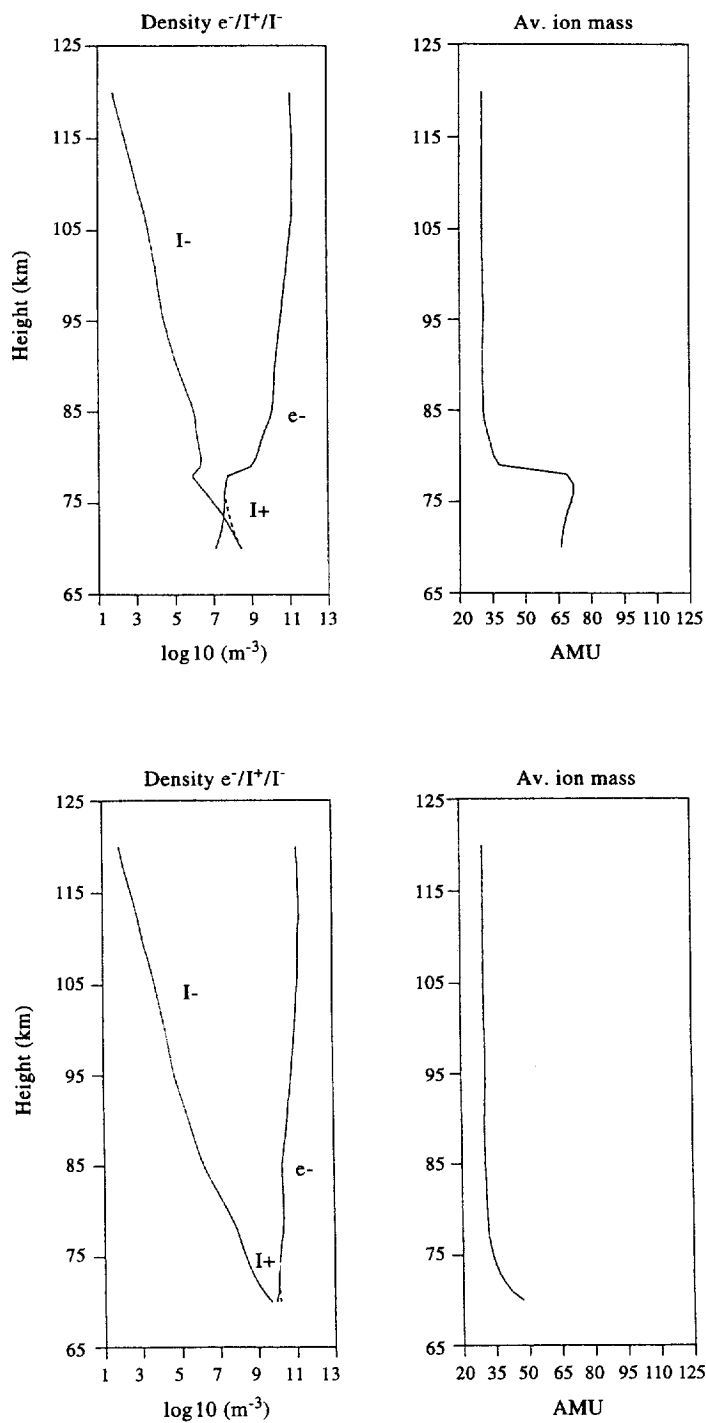 Density e⁻/I⁺/I⁻
Av. ion mass
125
115
105
95
85
75
65
Height (km)
I-
e-
I+
1 3 5 7 9 11 13
log10 (m⁻³)
125
115
105
95
85
75
65
20 35 50 65 80 95 110 125
AMU
Density e⁻/I⁺/I⁻
Av. ion mass
125
115
105
95
85
75
65
Height (km)
I-
e-
I+
1 3 5 7 9 11 13
log10 (m⁻³)
125
115
105
95
85
75
65
20 35 50 65 80 95 110 125
AMU